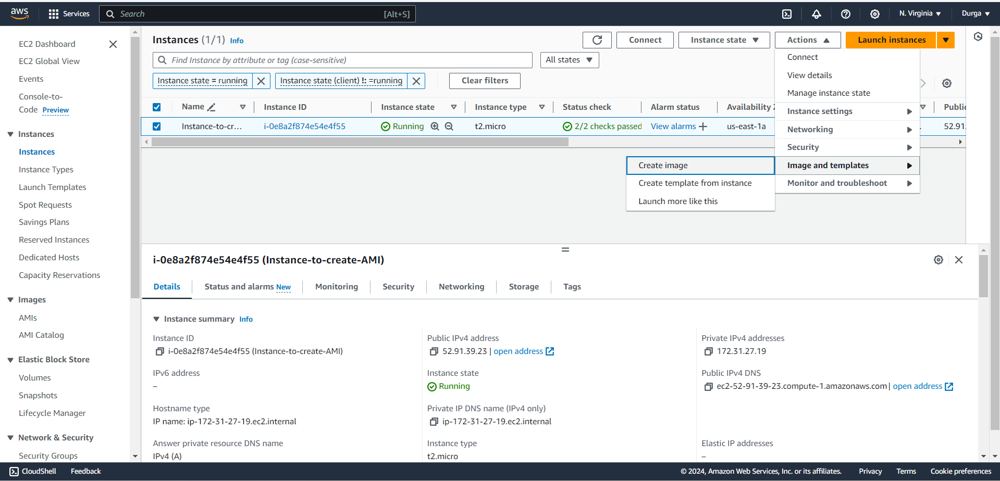 aws
Services
Search
[Alt+S]
N. Virginia
Durga
EC2 Dashboard
EC2 Global View
Events
Console-to-
Code Preview
Instances
Instances
Instance Types
Launch Templates
Spot Requests
Savings Plans
Reserved Instances
Dedicated Hosts
Capacity Reservations
Images
AMIs
AMI Catalog
Elastic Block Store
Volumes
Snapshots
Lifecycle Manager
Network & Security
Security Groups
Instances (1/1) Info
Connect
Instance state
Actions
Launch instances
Find Instance by attribute or tag (case-sensitive)
All states
Instance state = running
Instance state (client) !: =running
Clear filters
Name
Instance ID
Instance state
Instance type
Status check
Alarm status
Availability
Public
Instance-to-cr...
i-0e8a2f874e54e4f55
Running
t2.micro
2/2 checks passed
View alarms
us-east-1a
52.91.
Connect
View details
Manage instance state
Instance settings
Networking
Security
Image and templates
Monitor and troubleshoot
Create image
Create template from instance
Launch more like this
i-0e8a2f874e54e4f55 (Instance-to-create-AMI)
Details
Status and alarms New
Monitoring
Security
Networking
Storage
Tags
Instance summary Info
Instance ID
i-0e8a2f874e54e4f55 (Instance-to-create-AMI)
Public IPv4 address
52.91.39.23 | open address
Private IPv4 addresses
172.31.27.19
IPv6 address
–
Instance state
Running
Public IPv4 DNS
ec2-52-91-39-23.compute-1.amazonaws.com | open address
Hostname type
IP name: ip-172-31-27-19.ec2.internal
Private IP DNS name (IPv4 only)
ip-172-31-27-19.ec2.internal
Answer private resource DNS name
IPv4 (A)
Instance type
t2.micro
Elastic IP addresses
–
CloudShell
Feedback
© 2024, Amazon Web Services, Inc. or its affiliates.
Privacy
Terms
Cookie preferences